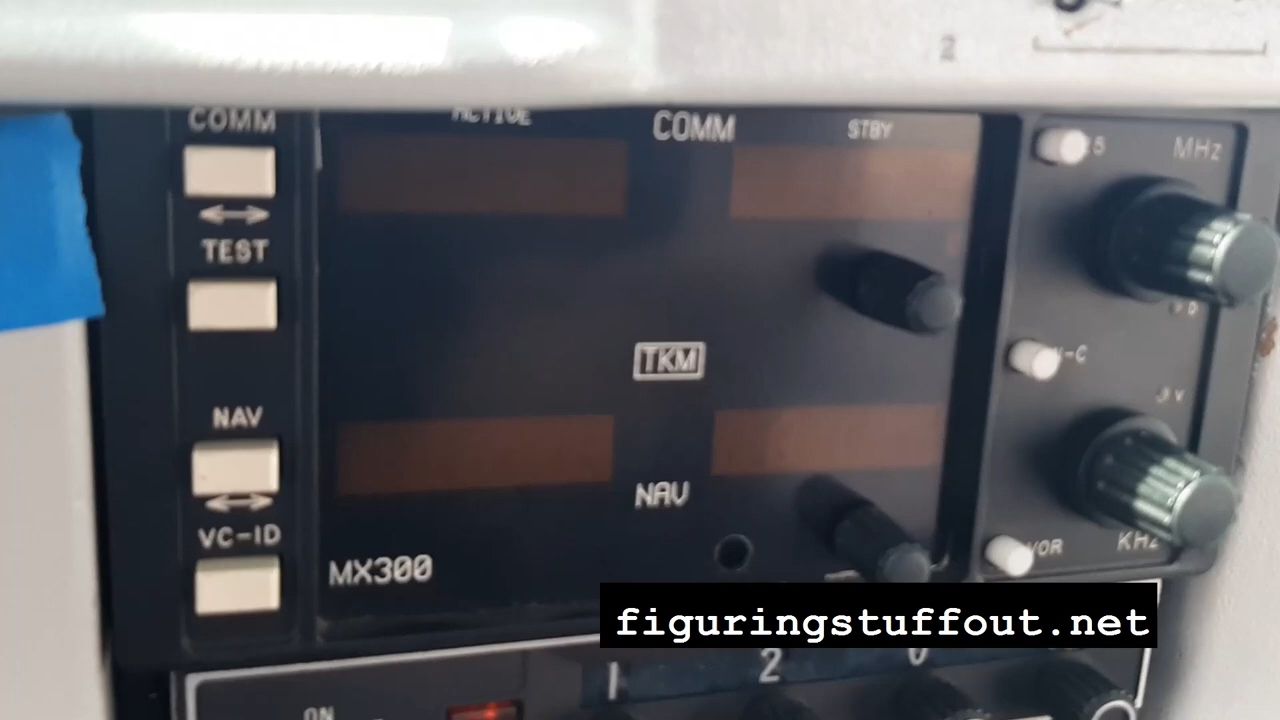 2
COMM
ACTIVE
COMM
STBY
MHz
TEST
TKM
NAV
NAV
VC-ID
VOR
KHz
MX300
figuringstuffout.net
1
2
0
ON